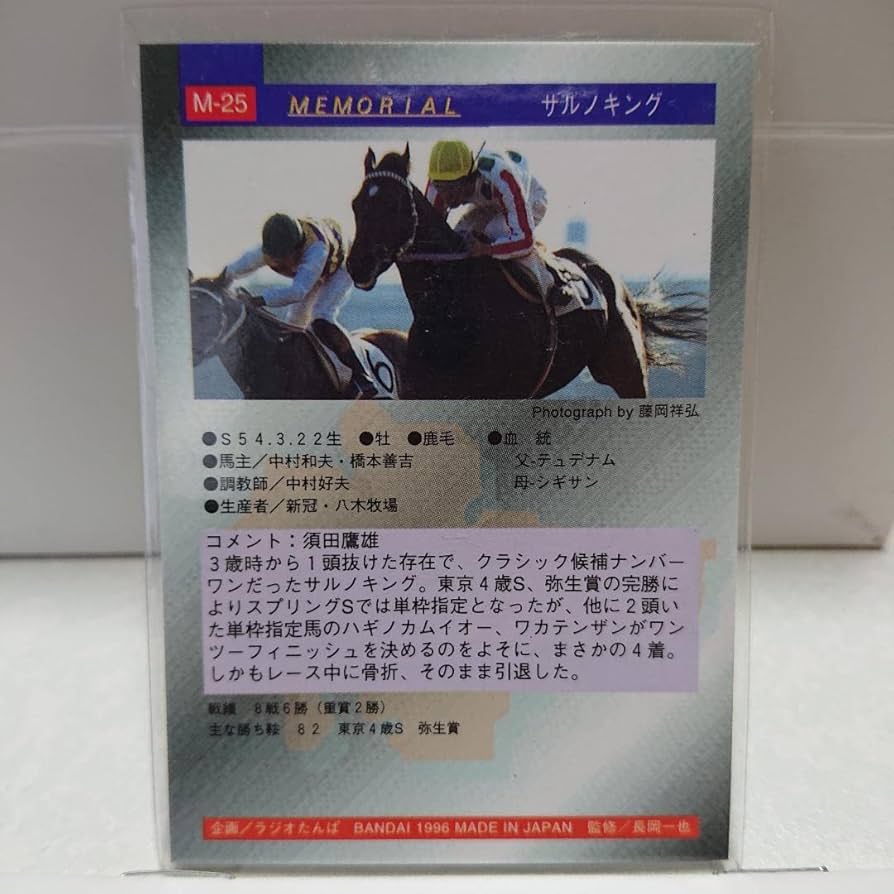 M-25 MEMORIAL サルノキング
6
Photograph by 藤岡祥弘
●S54.3.22生 ●牡 ●鹿毛 ●血 統
●馬主／中村和夫・橋本善吉 父-テュデナム
●調教師／中村好夫 母-シギサン
●生産者／新冠・八木牧場
コメント：須田鷹雄
3歳時から1頭抜けた存在で、クラシック候補ナンバー
ワンだったサルノキング。東京4歳S、弥生賞の完勝に
よりスプリングSでは単枠指定となったが、他に2頭い
た単枠指定馬のハギノカムイオー、ワカテンザンがワン
ツーフィニッシュを決めるのをよそに、まさかの4着。
しかもレース中に骨折、そのまま引退した。
戦績 8戦6勝（重賞2勝）
主な勝ち鞍 82 東京4歳S 弥生賞
企画／ラジオたんぱ BANDAI 1996 MADE IN JAPAN 監修／長岡一也